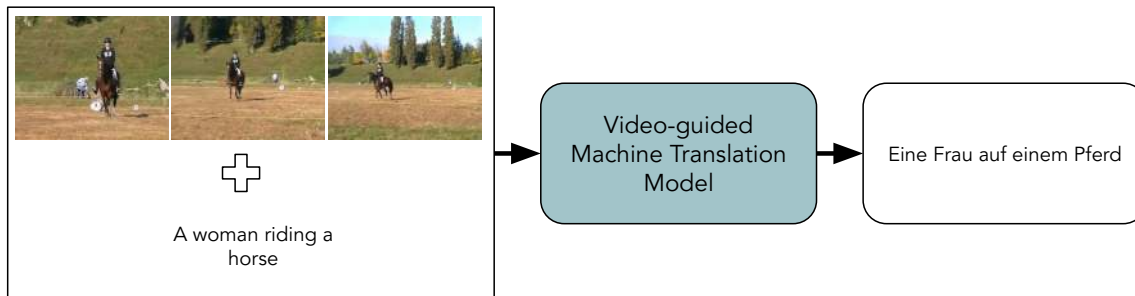 A woman riding a
horse
Video-guided
Machine Translation
Model
Eine Frau auf einem Pferd